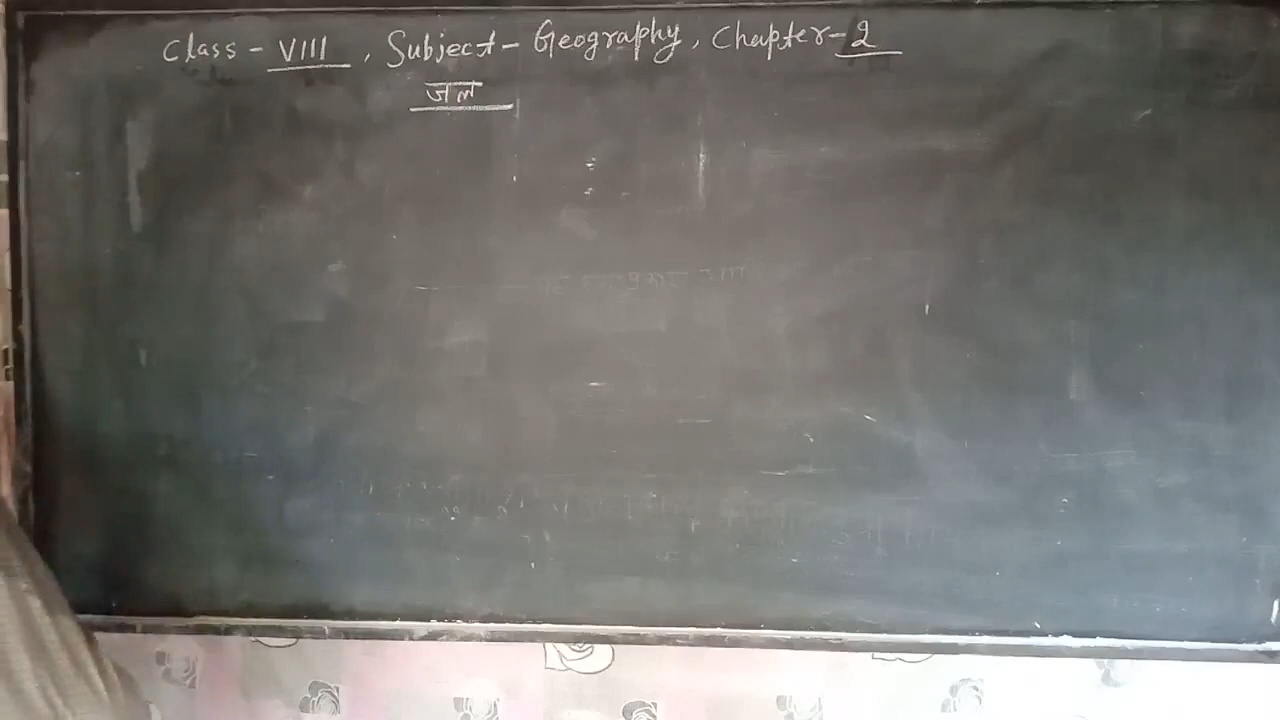 Class - VIII, Subject - Geography, Chapter - 2
जल